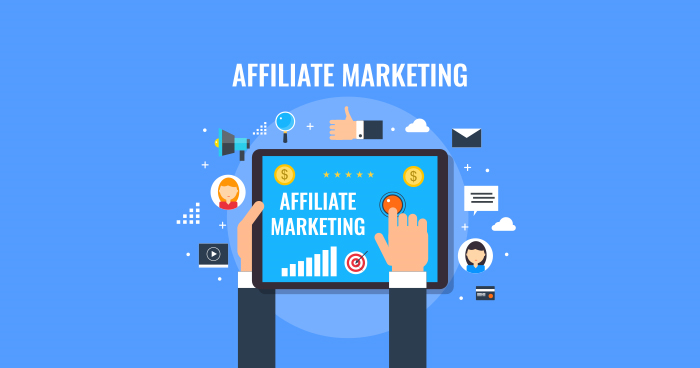 AFFILIATE MARKETING
$
$
AFFILIATE
MARKETING